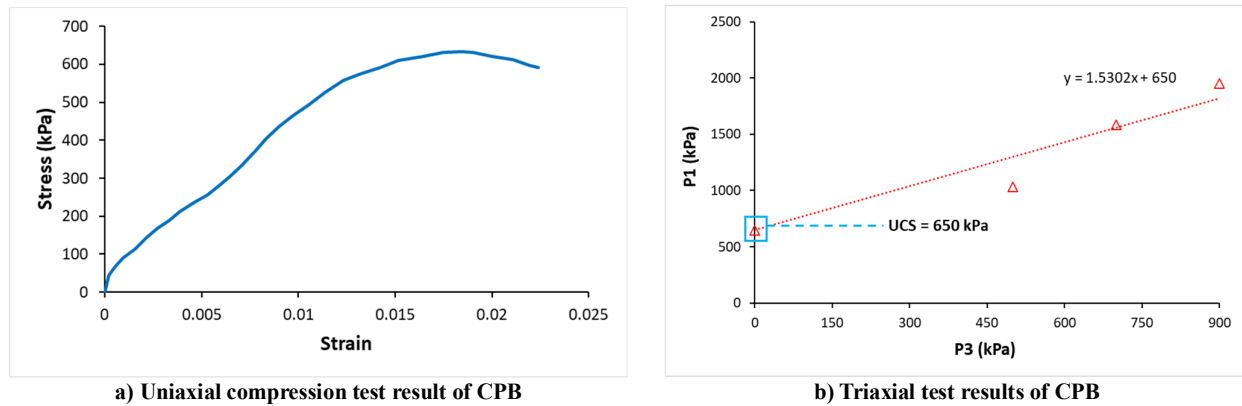 700
600
500
400
300
200
100
0
Stress (kPa)
0 0.005 0.01 0.015 0.02 0.025
Strain
a) Uniaxial compression test result of CPB
2500
2000
1500
1000
500
0
P1 (kPa)
y = 1.5302x + 650
UCS = 650 kPa
0 150 300 450 600 750 900
P3 (kPa)
b) Triaxial test results of CPB